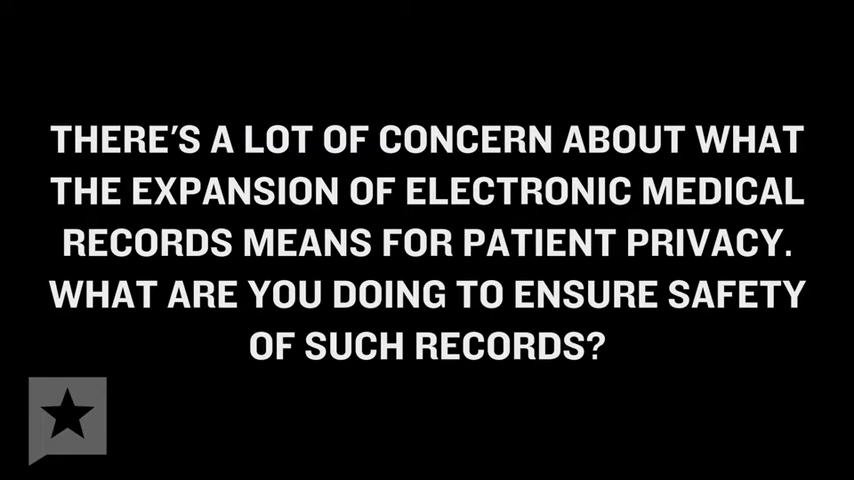 THERE'S A LOT OF CONCERN ABOUT WHAT
THE EXPANSION OF ELECTRONIC MEDICAL
RECORDS MEANS FOR PATIENT PRIVACY.
WHAT ARE YOU DOING TO ENSURE SAFETY
OF SUCH RECORDS?